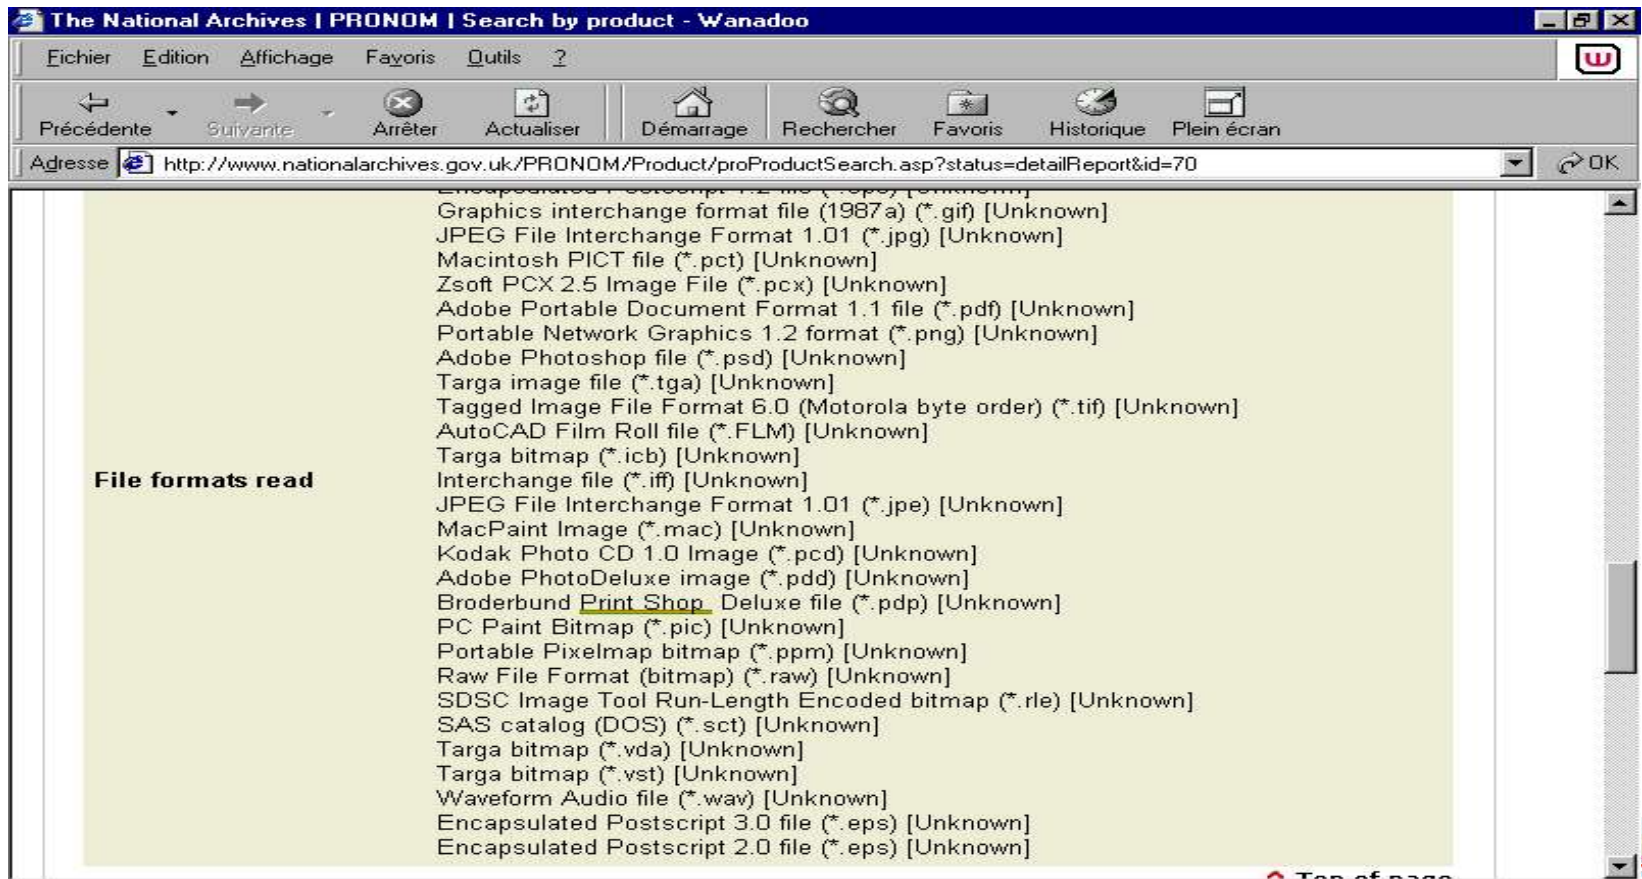 The National Archives | PRONOM | Search by product - Wanadoo
Fichier Edition Affichage Favoris Outils ?
Précédente Suivante Arrêter Actualiser Démarrage Rechercher Favoris Historique Plein écran
Adresse http://www.nationalarchives.gov.uk/PRONOM/Product/proProductSearch.asp?status=detailReport&id=70 OK
Encapsulated Postscript 1.2 file (*.eps) [Unknown]
Graphics interchange format file (1987a) (*.gif) [Unknown]
JPEG File Interchange Format 1.01 (*.jpg) [Unknown]
Macintosh PICT file (*.pct) [Unknown]
Zsoft PCX 2.5 Image File (*.pcx) [Unknown]
Adobe Portable Document Format 1.1 file (*.pdf) [Unknown]
Portable Network Graphics 1.2 format (*.png) [Unknown]
Adobe Photoshop file (*.psd) [Unknown]
Targa image file (*.tga) [Unknown]
Tagged Image File Format 6.0 (Motorola byte order) (*.tif) [Unknown]
AutoCAD Film Roll file (*.FLM) [Unknown]
Targa bitmap (*.icb) [Unknown]
File formats read Interchange file (*.iff) [Unknown]
JPEG File Interchange Format 1.01 (*.jpe) [Unknown]
MacPaint Image (*.mac) [Unknown]
Kodak Photo CD 1.0 Image (*.pcd) [Unknown]
Adobe PhotoDeluxe image (*.pdd) [Unknown]
Broderbund Print Shop Deluxe file (*.pdp) [Unknown]
PC Paint Bitmap (*.pic) [Unknown]
Portable Pixelmap bitmap (*.ppm) [Unknown]
Raw File Format (bitmap) (*.raw) [Unknown]
SDSC Image Tool Run-Length Encoded bitmap (*.rle) [Unknown]
SAS catalog (DOS) (*.sct) [Unknown]
Targa bitmap (*.vda) [Unknown]
Targa bitmap (*.vst) [Unknown]
Waveform Audio file (*.wav) [Unknown]
Encapsulated Postscript 3.0 file (*.eps) [Unknown]
Encapsulated Postscript 2.0 file (*.eps) [Unknown]
Top of page